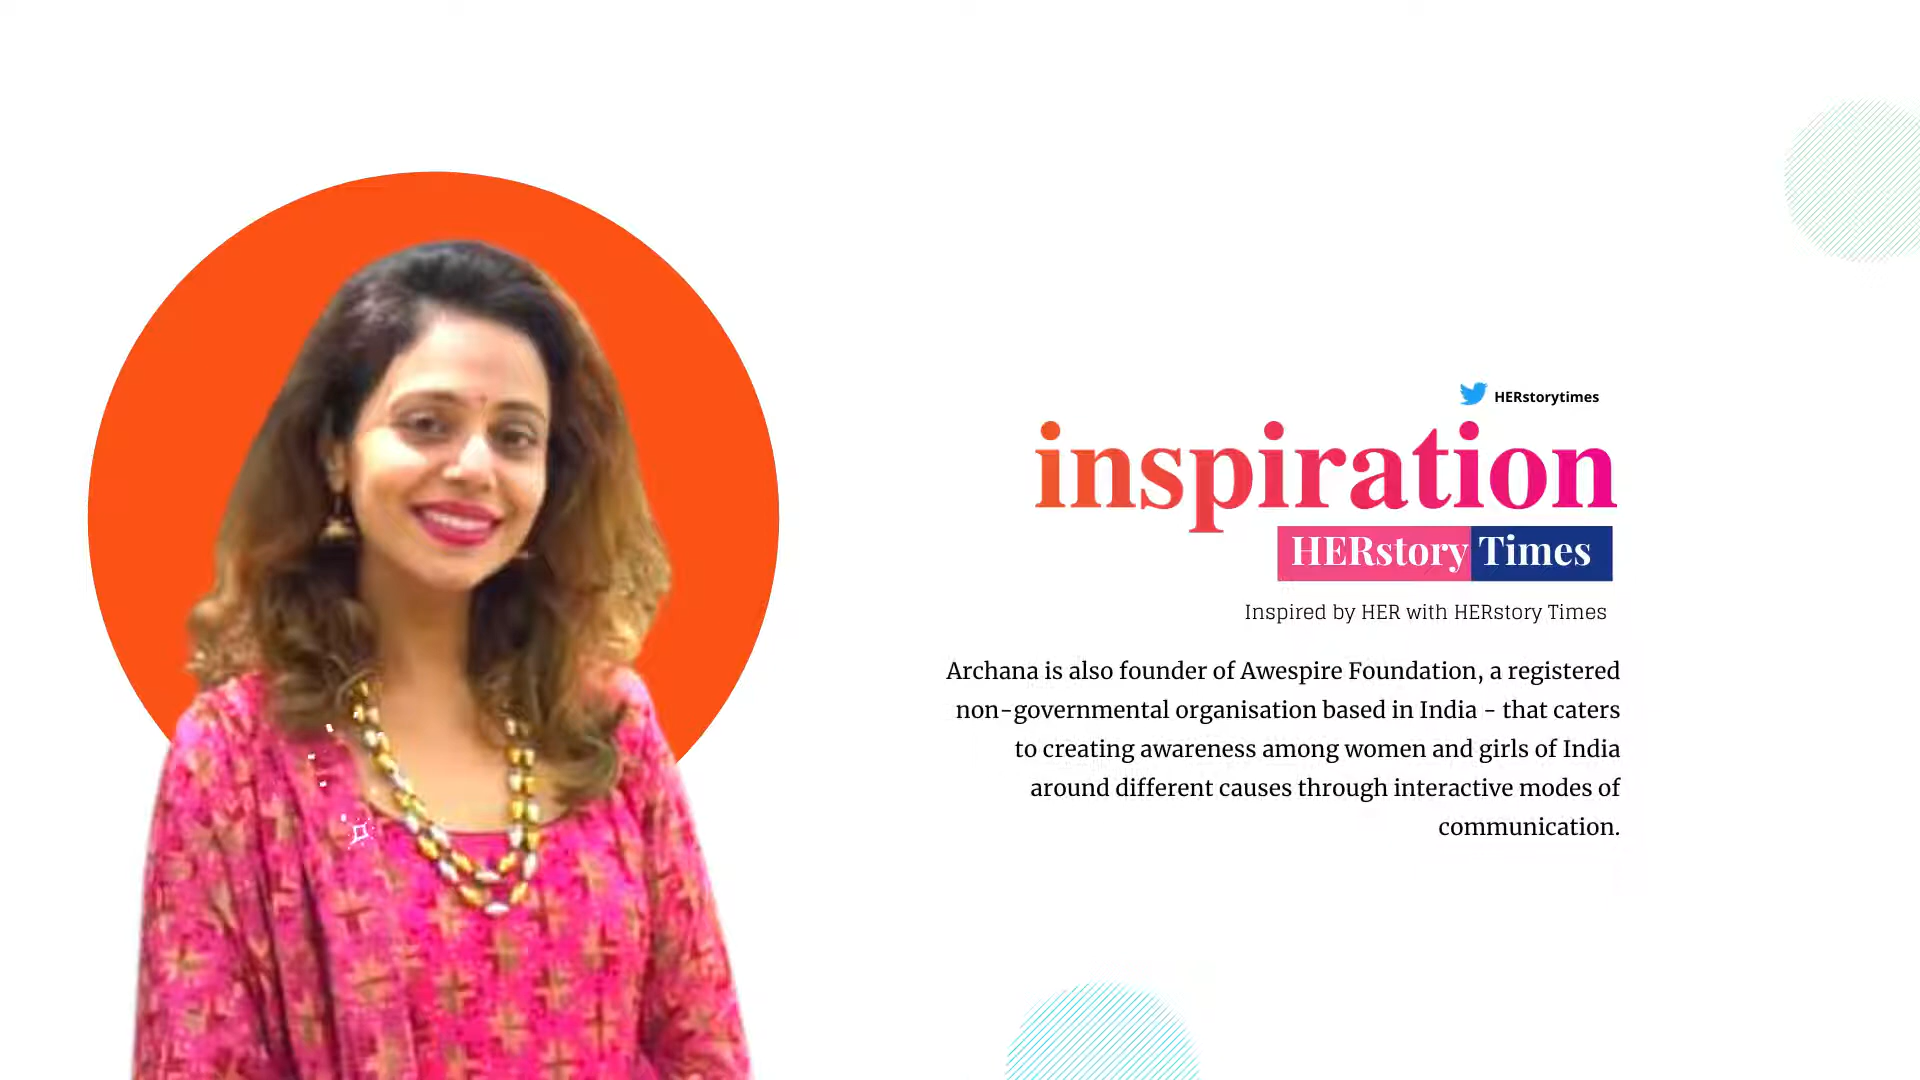 HERstorytimes
inspiration
HERstory Times
Inspired by HER with HERstory Times
Archana is also founder of Awespire Foundation, a registered
non-governmental organisation based in India - that caters
to creating awareness among women and girls of India
around different causes through interactive modes of
communication.